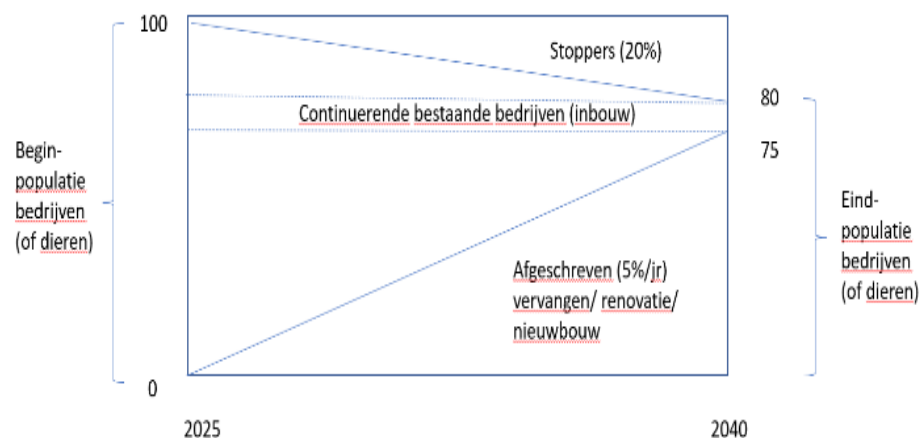 100
Stoppers (20%)
80
Continuerende bestaande bedrijven (inbouw)
75
Begin-
populatie
bedrijven
(of dieren)
Eind-
populatie
bedrijven
(of dieren)
Afgeschreven (5%/jr)
vervangen/ renovatie/
nieuwbouw
0
2025
2040